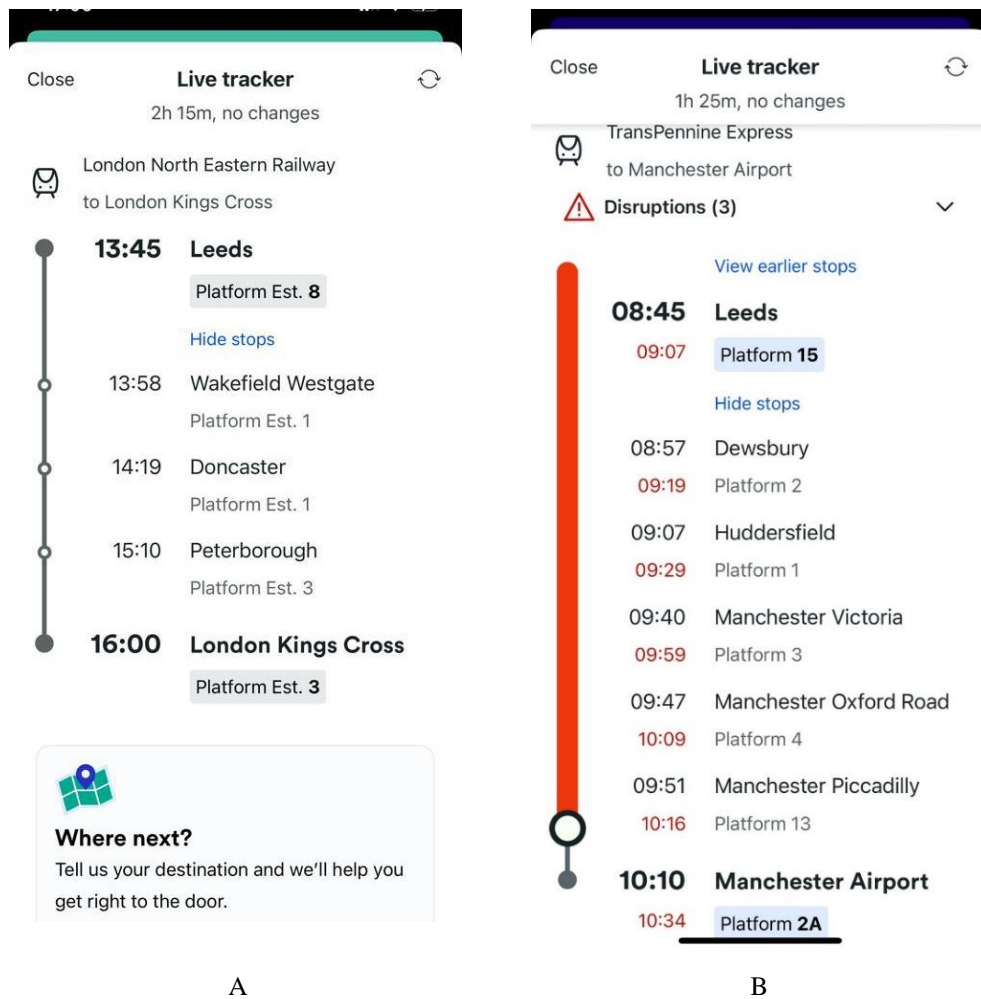 Close Live tracker
2h 15m, no changes
London North Eastern Railway
to London Kings Cross
13:45 Leeds
Platform Est. 8
Hide stops
13:58 Wakefield Westgate
Platform Est. 1
14:19 Doncaster
Platform Est. 1
15:10 Peterborough
Platform Est. 3
16:00 London Kings Cross
Platform Est. 3
Where next?
Tell us your destination and we'll help you
get right to the door.
A
Close Live tracker
1h 25m, no changes
TransPennine Express
to Manchester Airport
Disruptions (3)
View earlier stops
08:45 Leeds
09:07 Platform 15
Hide stops
08:57 Dewsbury
09:19 Platform 2
09:07 Huddersfield
09:29 Platform 1
09:40 Manchester Victoria
09:59 Platform 3
09:47 Manchester Oxford Road
10:09 Platform 4
09:51 Manchester Piccadilly
10:16 Platform 13
10:10 Manchester Airport
10:34 Platform 2A
B